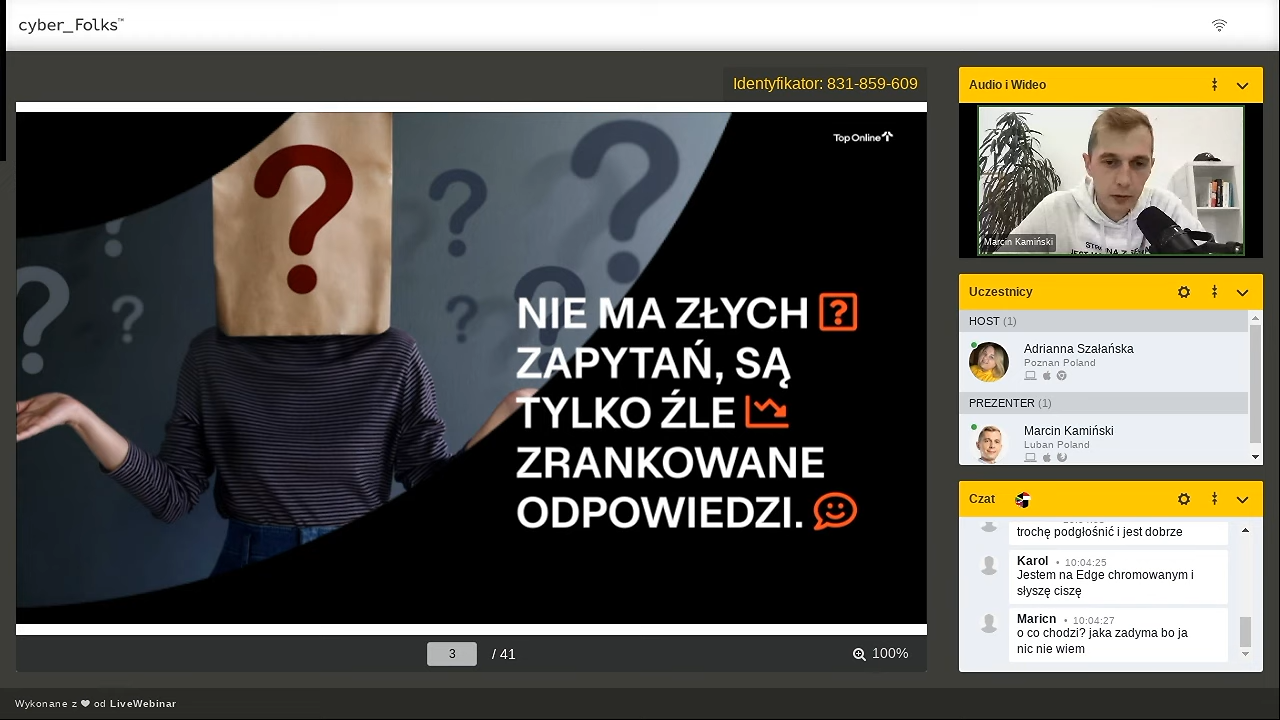 cyber_Folks™
Identyfikator: 831-859-609
Top Online
NIE MA ZŁYCH
ZAPYTAŃ, SĄ
TYLKO ŹLE
ZRANKOWANE
ODPOWIEDZI.
3 / 41
100%
Audio i Wideo
Marcin Kamiński
Uczestnicy
HOST (1)
Adrianna Szałańska
Poznan Poland
PREZENTER (1)
Marcin Kamiński
Luban Poland
Czat
trochę podgłośnić i jest dobrze
Karol • 10:04:25
Jestem na Edge chromowanym i
słyszę ciszę
Maricn • 10:04:27
o co chodzi? jaka zadyma bo ja
nic nie wiem
Wykonane z od LiveWebinar